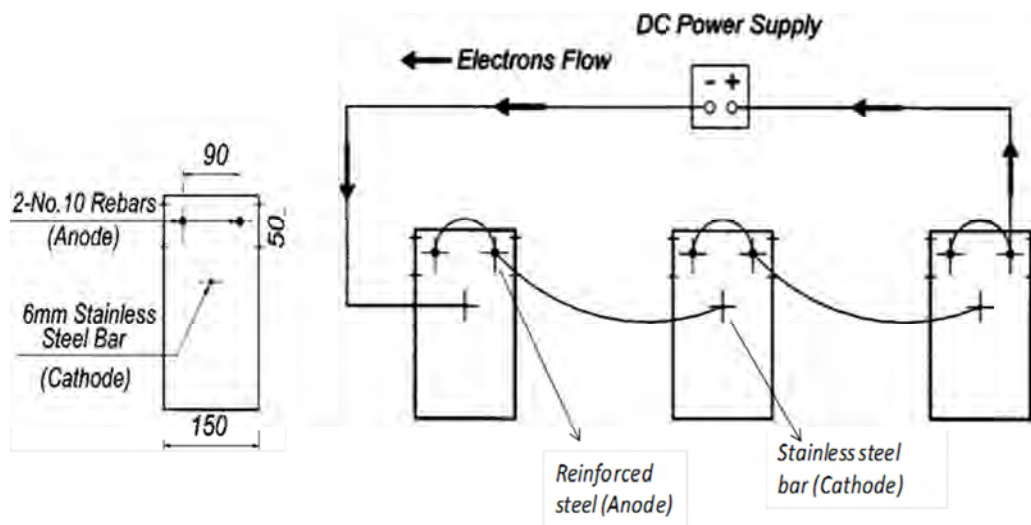 DC Power Supply
Electrons Flow
- +
90
2-No.10 Rebars
(Anode)
50
6mm Stainless
Steel Bar
(Cathode)
150
Reinforced
steel (Anode)
Stainless steel
bar (Cathode)